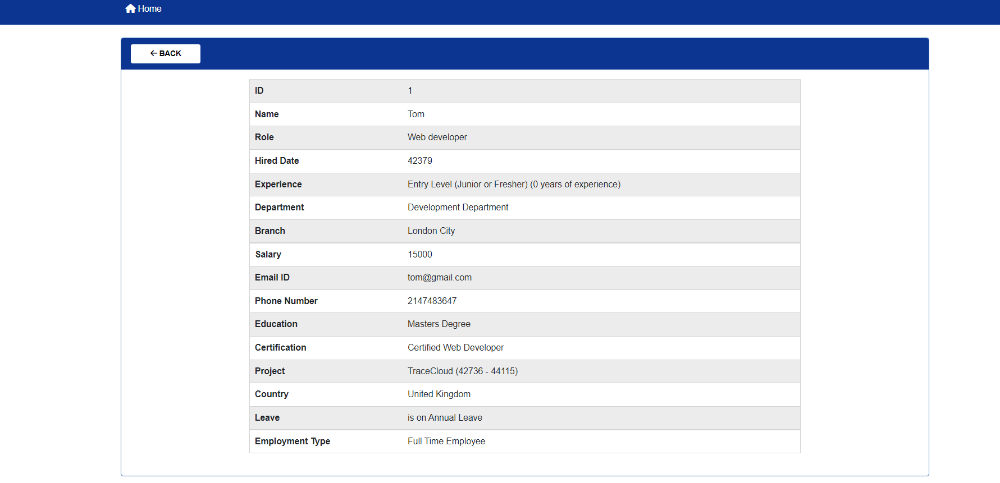 Home
BACK
ID 1
Name Tom
Role Web developer
Hired Date 42379
Experience Entry Level (Junior or Fresher) (0 years of experience)
Department Development Department
Branch London City
Salary 15000
Email ID tom@gmail.com
Phone Number 2147483647
Education Masters Degree
Certification Certified Web Developer
Project TraceCloud (42736 - 44115)
Country United Kingdom
Leave is on Annual Leave
Employment Type Full Time Employee